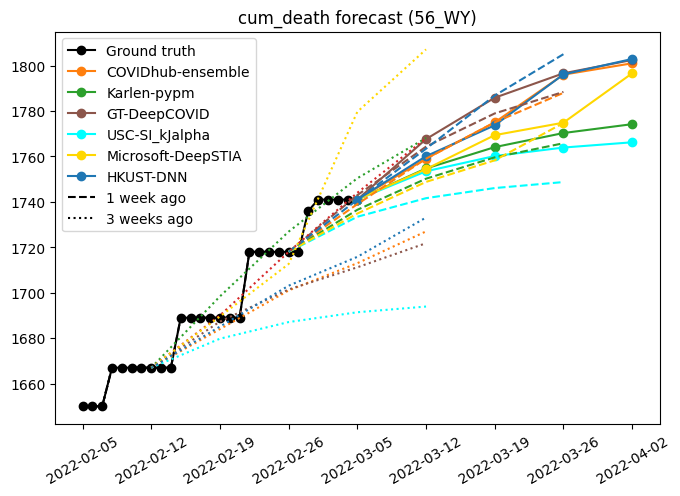 cum_death forecast (56_WY)
Ground truth
COVIDhub-ensemble
Karlen-pypm
GT-DeepCOVID
USC-SI_kJalpha
Microsoft-DeepSTIA
HKUST-DNN
1 week ago
3 weeks ago
1800
1780
1760
1740
1720
1700
1680
1660
2022-02-05
2022-02-12
2022-02-19
2022-02-26
2022-03-05
2022-03-12
2022-03-19
2022-03-26
2022-04-02